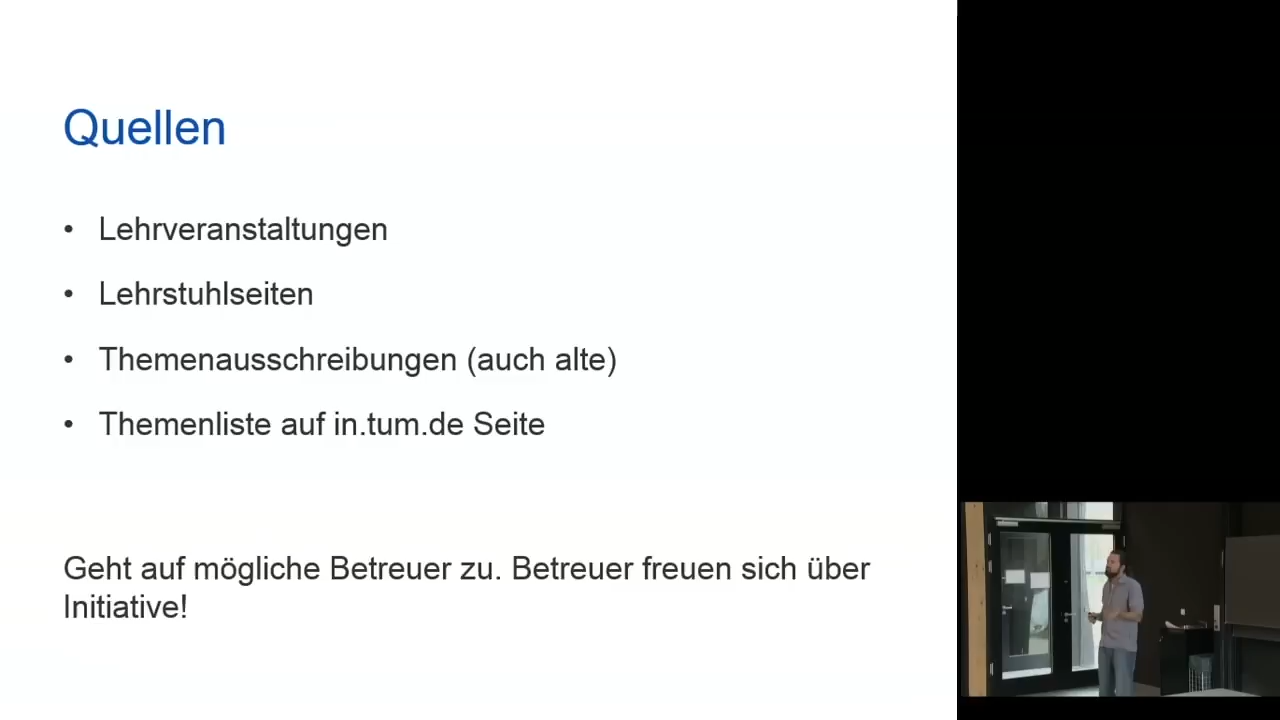 Quellen
• Lehrveranstaltungen
• Lehrstuhlseiten
• Themenausschreibungen (auch alte)
• Themenliste auf in.tum.de Seite
Geht auf mögliche Betreuer zu. Betreuer freuen sich über
Initiative!